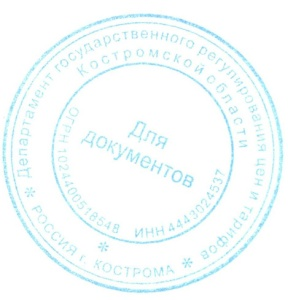 Департамент государственного регулирования цен и тарифов
Костромской области
* РОССИЯ г. КОСТРОМА *
ОГРН 1024400518548 * ИНН 4443024537
Для
документов